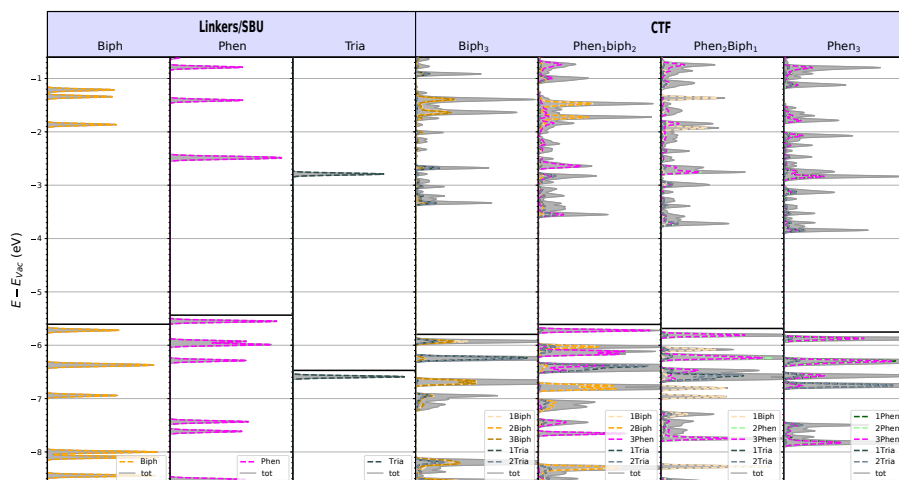 Linkers/SBU
CTF
Biph
Phen
Tria
Biph₃
Phen₁biph₂
Phen₂Biph₁
Phen₃
E − E_Vac (eV)
−1
−2
−3
−4
−5
−6
−7
−8
Biph
tot
Phen
tot
Tria
tot
1Biph
2Biph
3Biph
1Tria
2Tria
tot
1Biph
2Biph
3Phen
1Tria
2Tria
tot
1Biph
2Phen
3Phen
1Tria
2Tria
tot
1Phen
2Phen
3Phen
1Tria
2Tria
tot